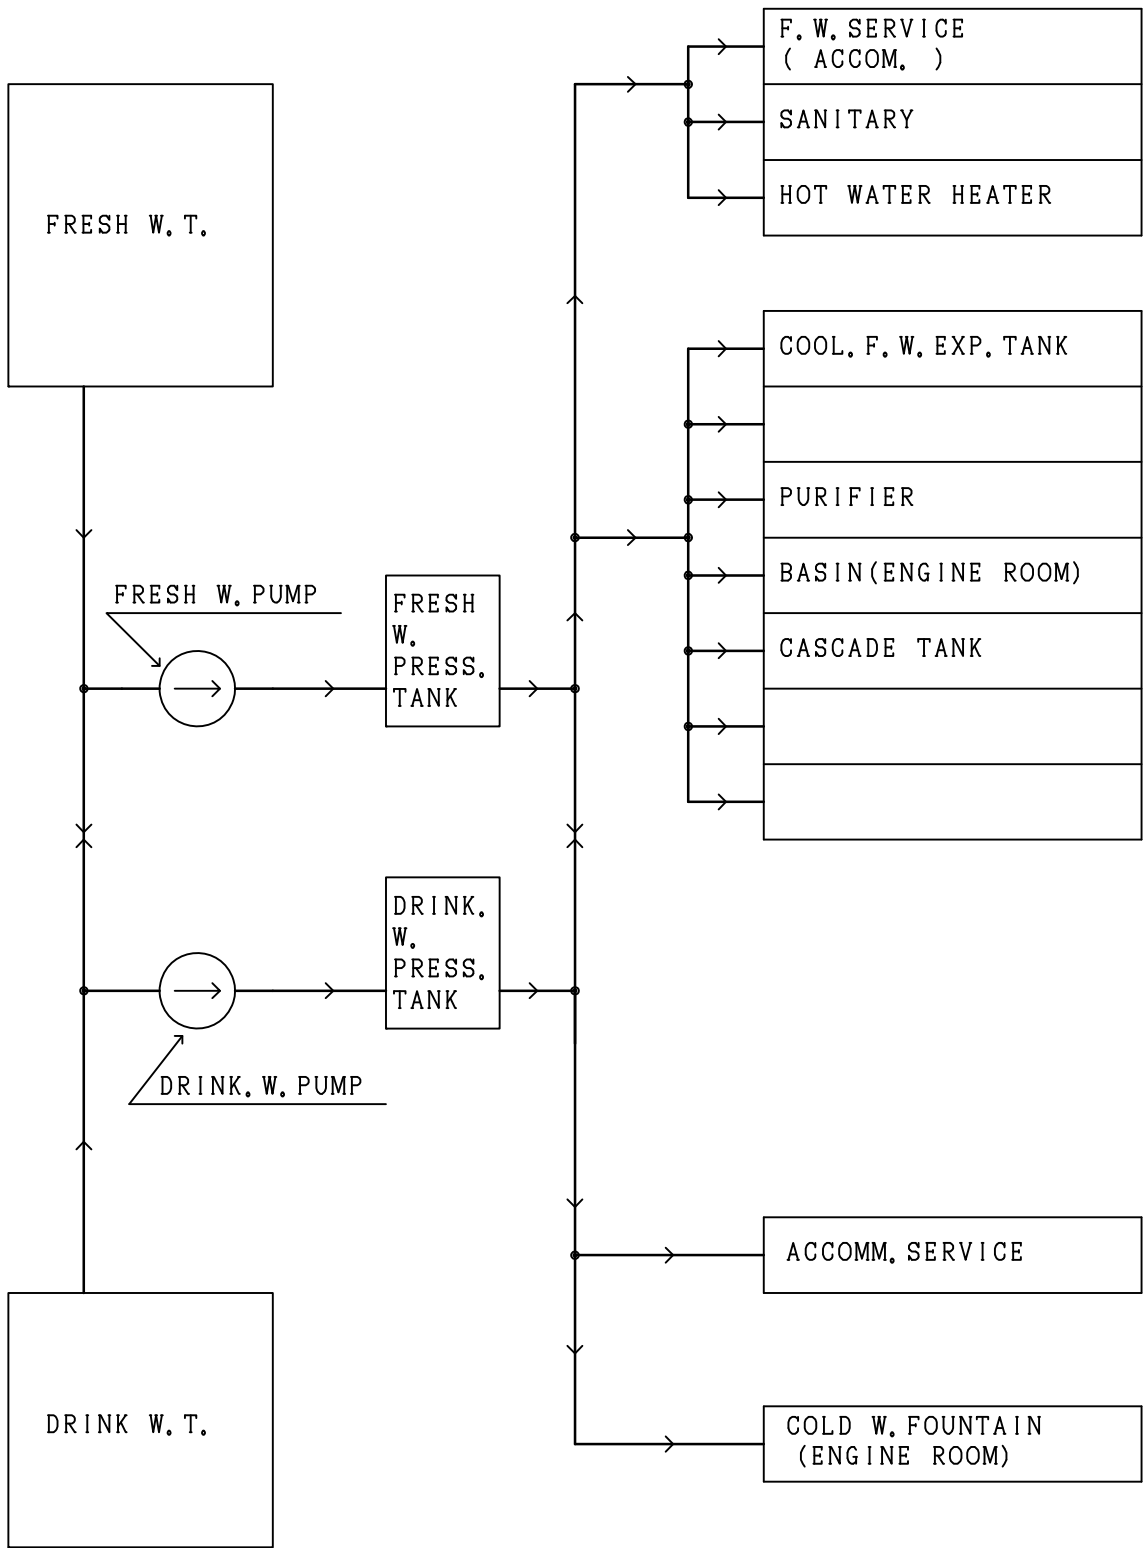 F.W.SERVICE
( ACCOM. )
SANITARY
HOT WATER HEATER
FRESH W.T.
COOL.F.W.EXP.TANK
PURIFIER
BASIN(ENGINE ROOM)
CASCADE TANK
FRESH W.PUMP
FRESH
W.
PRESS.
TANK
DRINK.
W.
PRESS.
TANK
DRINK.W.PUMP
ACCOMM.SERVICE
DRINK W.T.
COLD W.FOUNTAIN
(ENGINE ROOM)